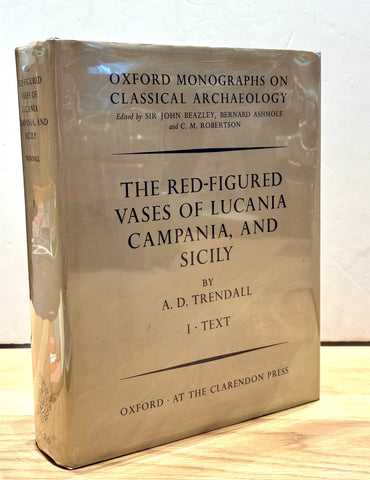 OXFORD MONOGRAPHS ON
CLASSICAL ARCHAEOLOGY
Edited by SIR JOHN BEAZLEY, BERNARD ASHMOLE
and C. M. ROBERTSON
THE RED-FIGURED
VASES OF LUCANIA
CAMPANIA, AND
SICILY
BY
A. D. TRENDALL
I · TEXT
OXFORD · AT THE CLARENDON PRESS
THE
RED-FIGURED
VASES OF
LUCANIA
CAMPANIA, AND
SICILY
TRENDALL